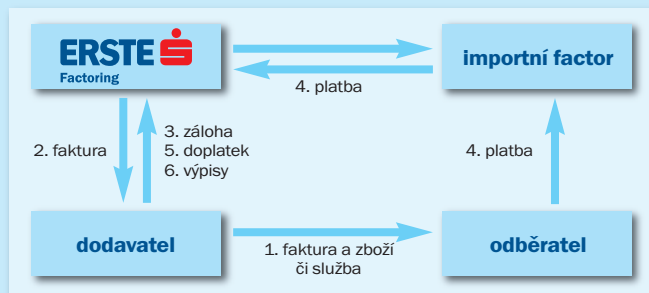 ERSTE
Factoring
importní factor
4. platba
2. faktura
3. záloha
5. doplatek
6. výpisy
4. platba
dodavatel
1. faktura a zboží
či služba
odběratel